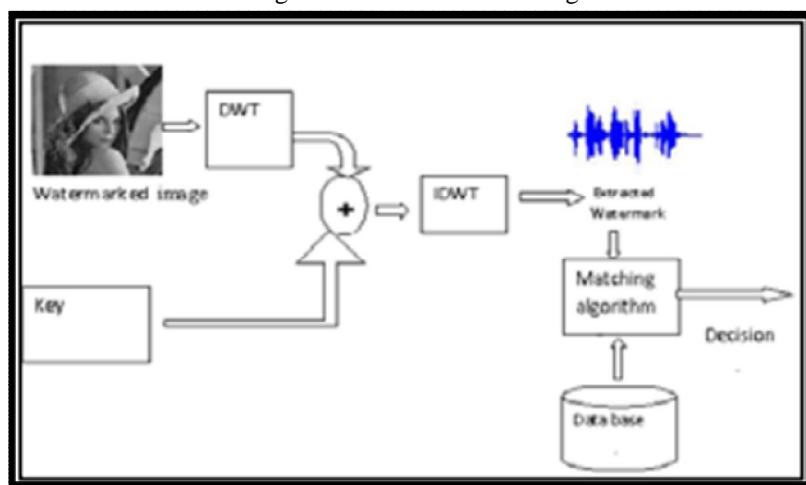 DWT
Watermarked image
+
IDWT
Extracted
Watermark
Key
Matching
algorithm
Decision
Data base